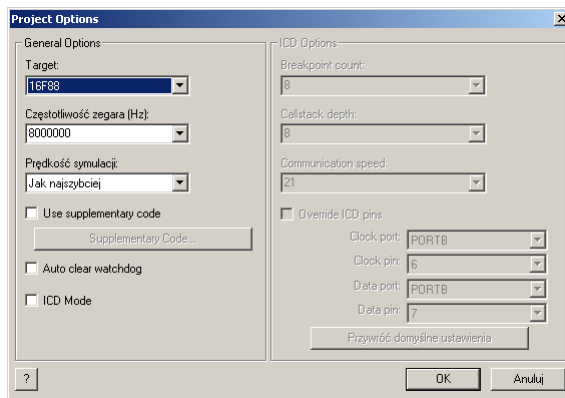 Project Options
General Options
Target:
16F88
Częstotliwość zegara (Hz):
8000000
Prędkość symulacji:
Jak najszybciej
Use supplementary code
Supplementary Code...
Auto clear watchdog
ICD Mode
ICD Options
Breakpoint count:
8
Callstack depth:
8
Communication speed:
21
Override ICD pins
Clock port: PORTB
Clock pin: 6
Data port: PORTB
Data pin: 7
Przywróć domyślne ustawienia
?
OK
Anuluj